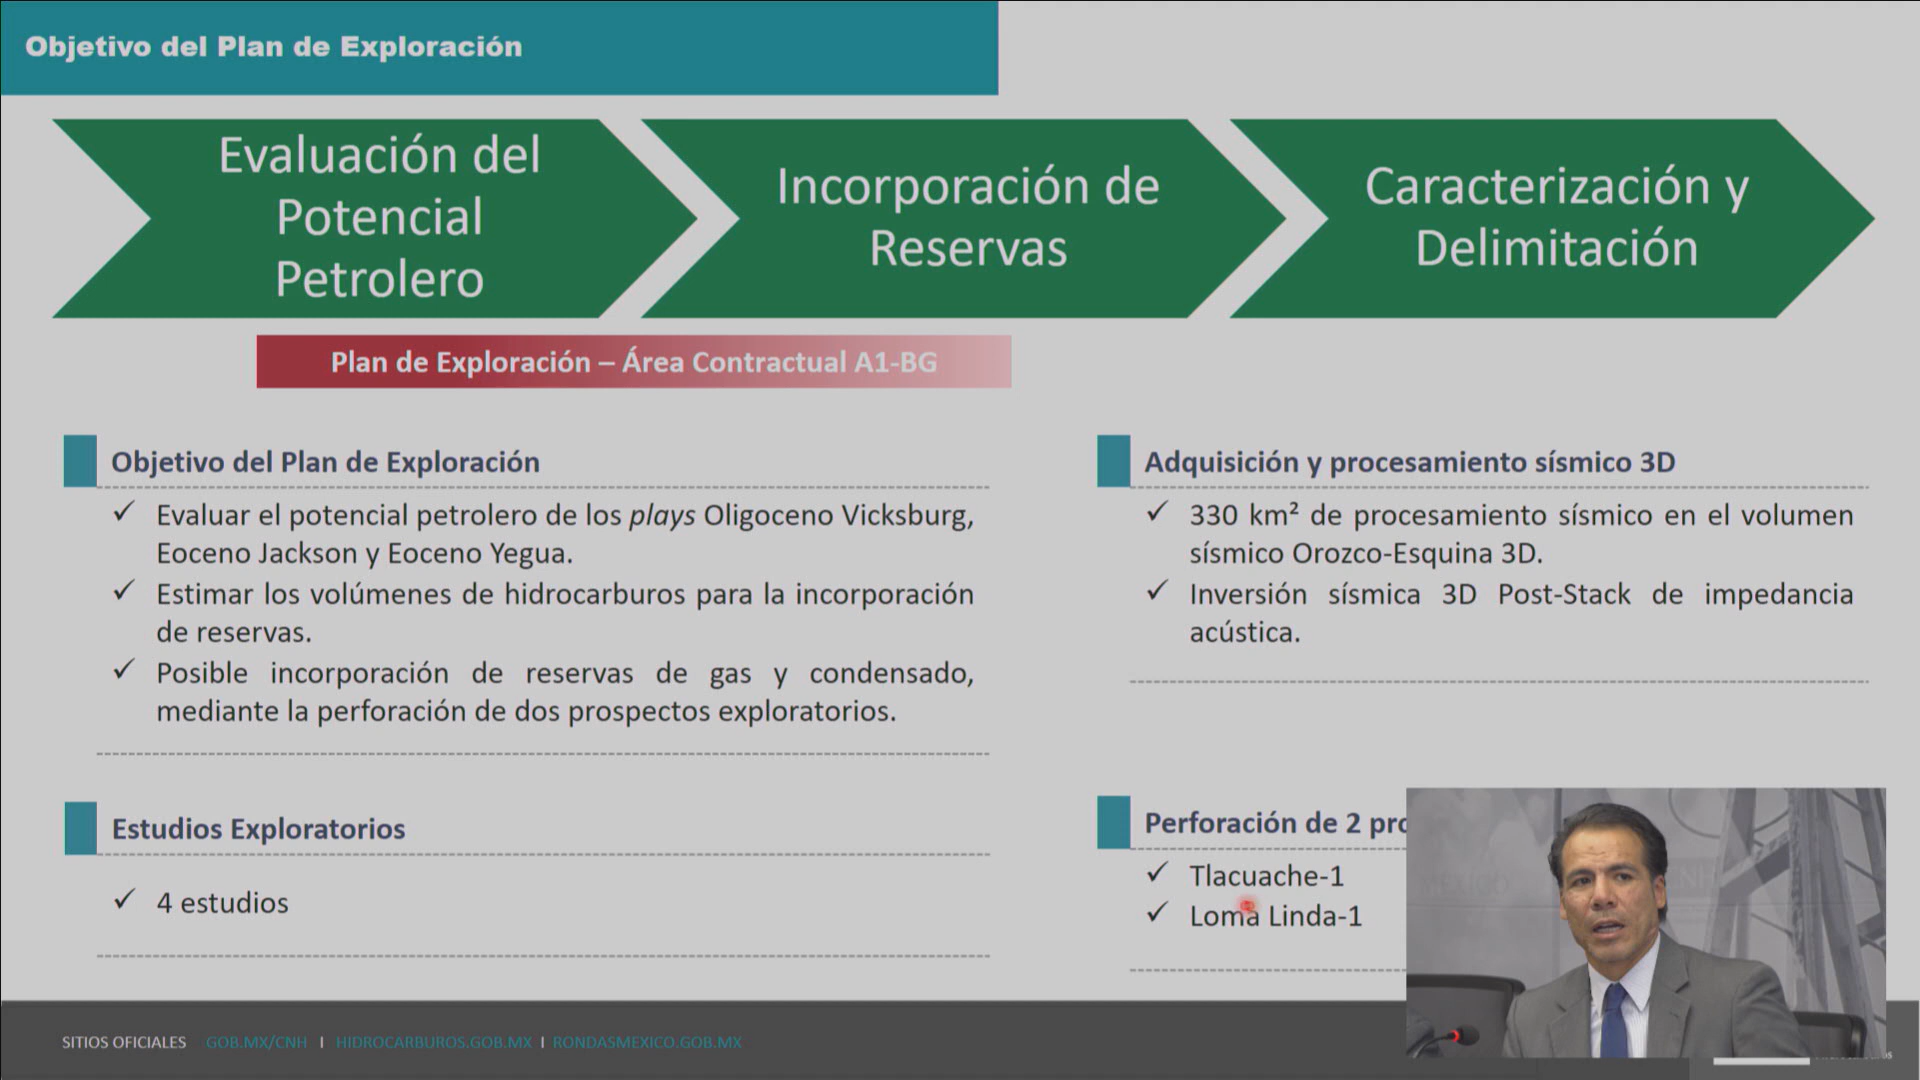 Objetivo del Plan de Exploración
Evaluación del
Potencial
Petrolero
Incorporación de
Reservas
Caracterización y
Delimitación
Plan de Exploración – Área Contractual A1-BG
Objetivo del Plan de Exploración
✓ Evaluar el potencial petrolero de los plays Oligoceno Vicksburg,
Eoceno Jackson y Eoceno Yegua.
✓ Estimar los volúmenes de hidrocarburos para la incorporación
de reservas.
✓ Posible incorporación de reservas de gas y condensado,
mediante la perforación de dos prospectos exploratorios.
Adquisición y procesamiento sísmico 3D
✓ 330 km² de procesamiento sísmico en el volumen
sísmico Orozco-Esquina 3D.
✓ Inversión sísmica 3D Post-Stack de impedancia
acústica.
Estudios Exploratorios
✓ 4 estudios
Perforación de 2
✓ Tlacuache-1
✓ Loma Linda-1
MÉXICO
SITIOS OFICIALES GOB.MX/CNH I HIDROCARBUROS.GOB.MX I RONDASMEXICO.GOB.MX